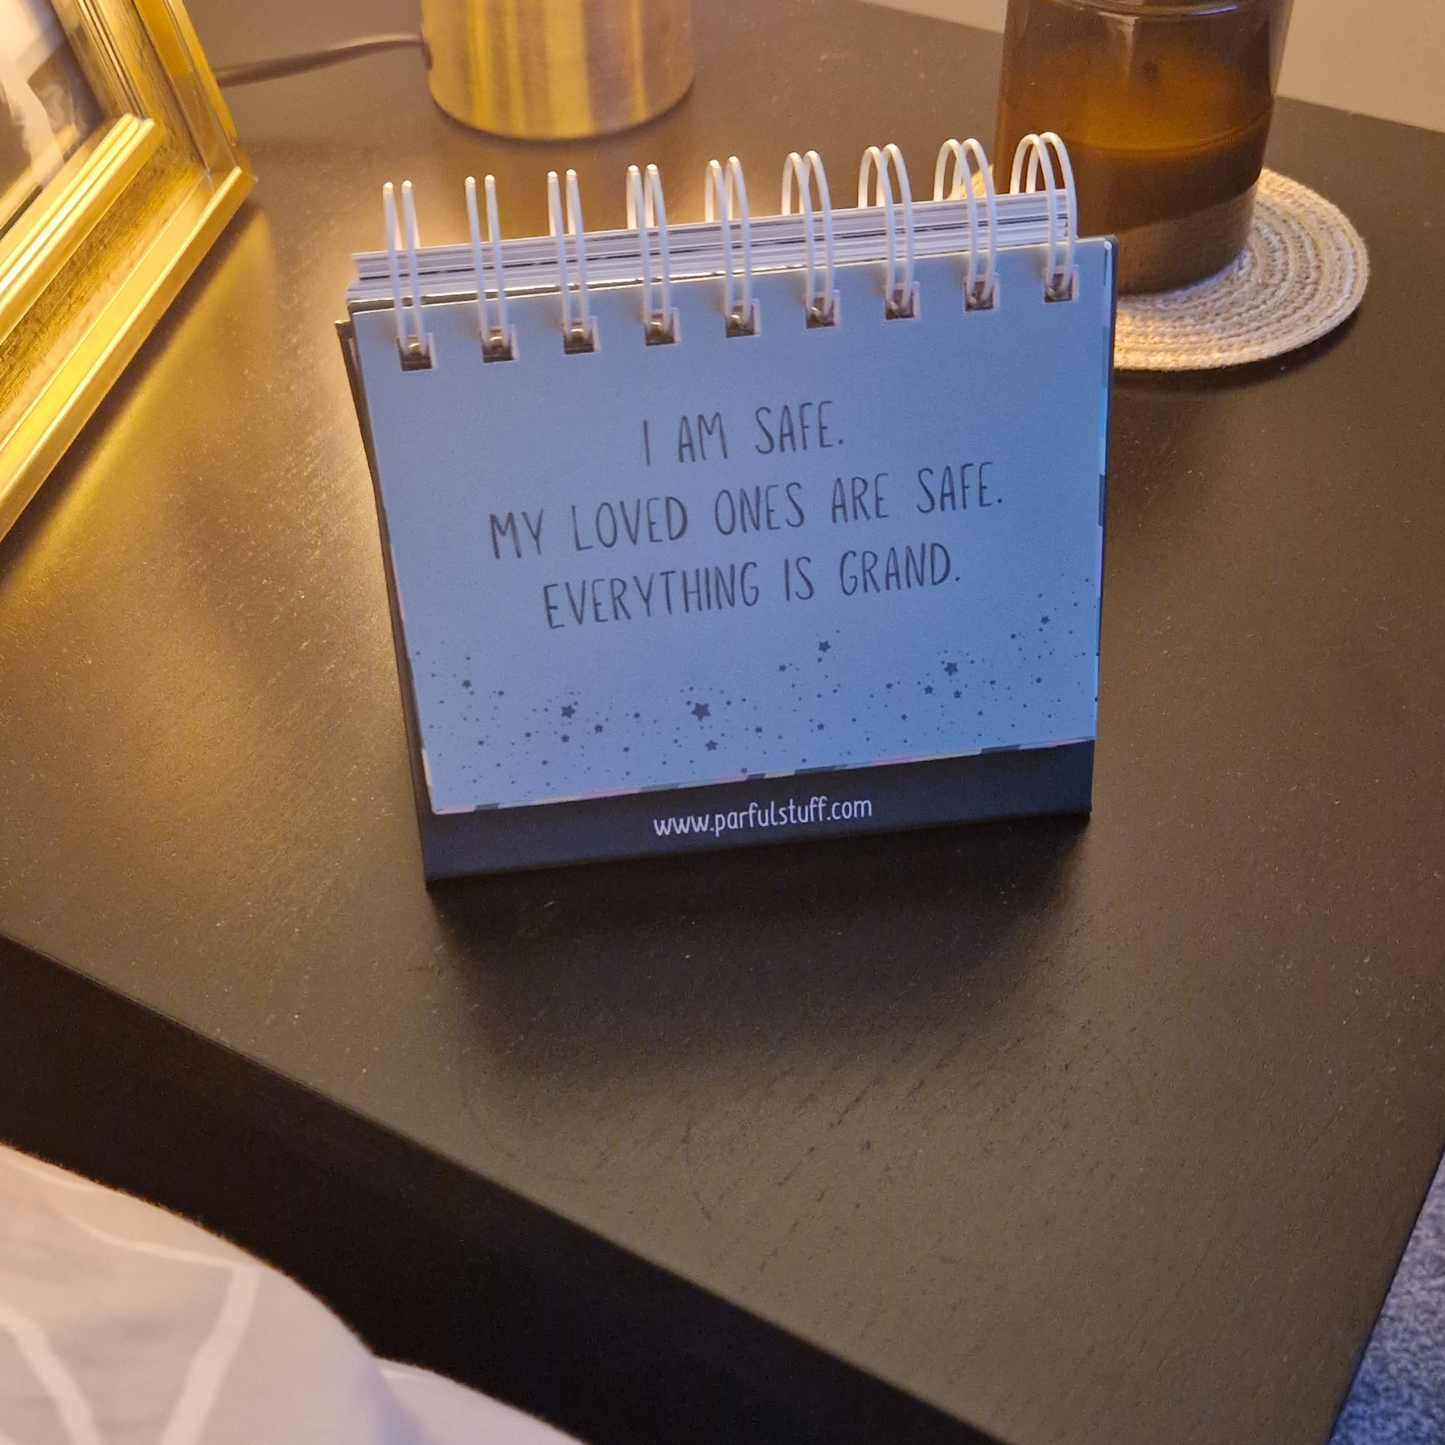 I AM SAFE.
MY LOVED ONES ARE SAFE.
EVERYTHING IS GRAND.
www.parfulstuff.com